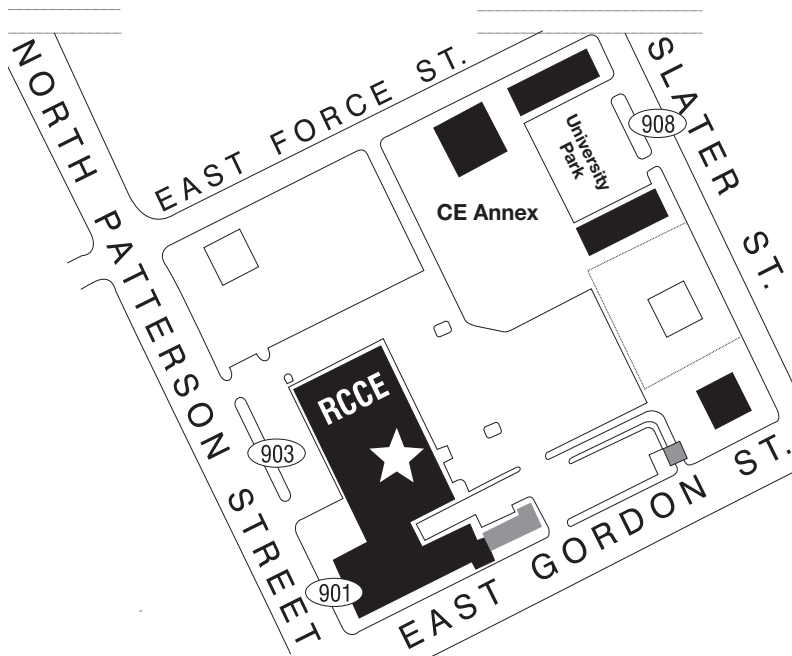 NORTH PATTERSON STREET
EAST FORCE ST.
SLATER ST.
908
University
Park
CE Annex
RCCE
903
901
EAST GORDON ST.